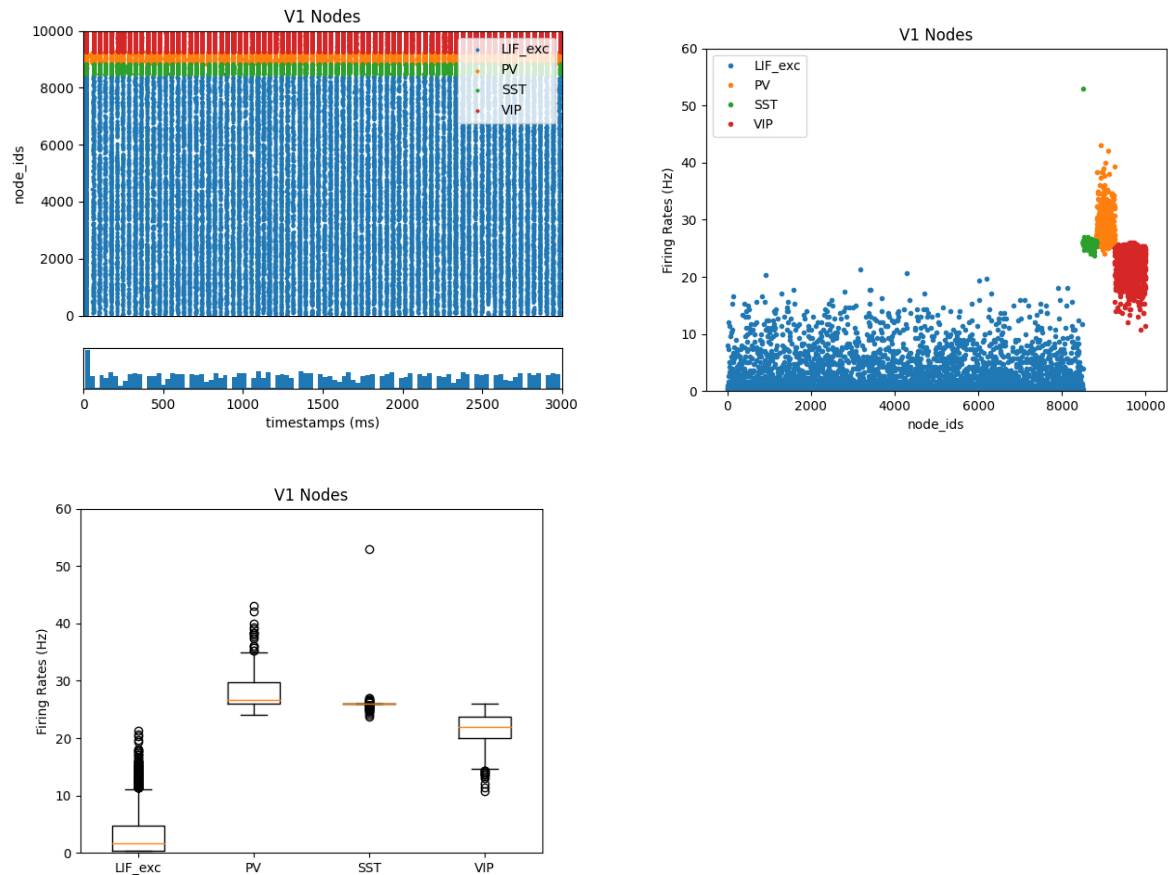 V1 Nodes
10000
8000
6000
4000
2000
0
node_ids
LIF_exc
PV
SST
VIP
0 500 1000 1500 2000 2500 3000
timestamps (ms)
V1 Nodes
60
50
40
30
20
10
0
Firing Rates (Hz)
LIF_exc
PV
SST
VIP
0 2000 4000 6000 8000 10000
node_ids
V1 Nodes
60
50
40
30
20
10
0
Firing Rates (Hz)
LIF_exc PV SST VIP